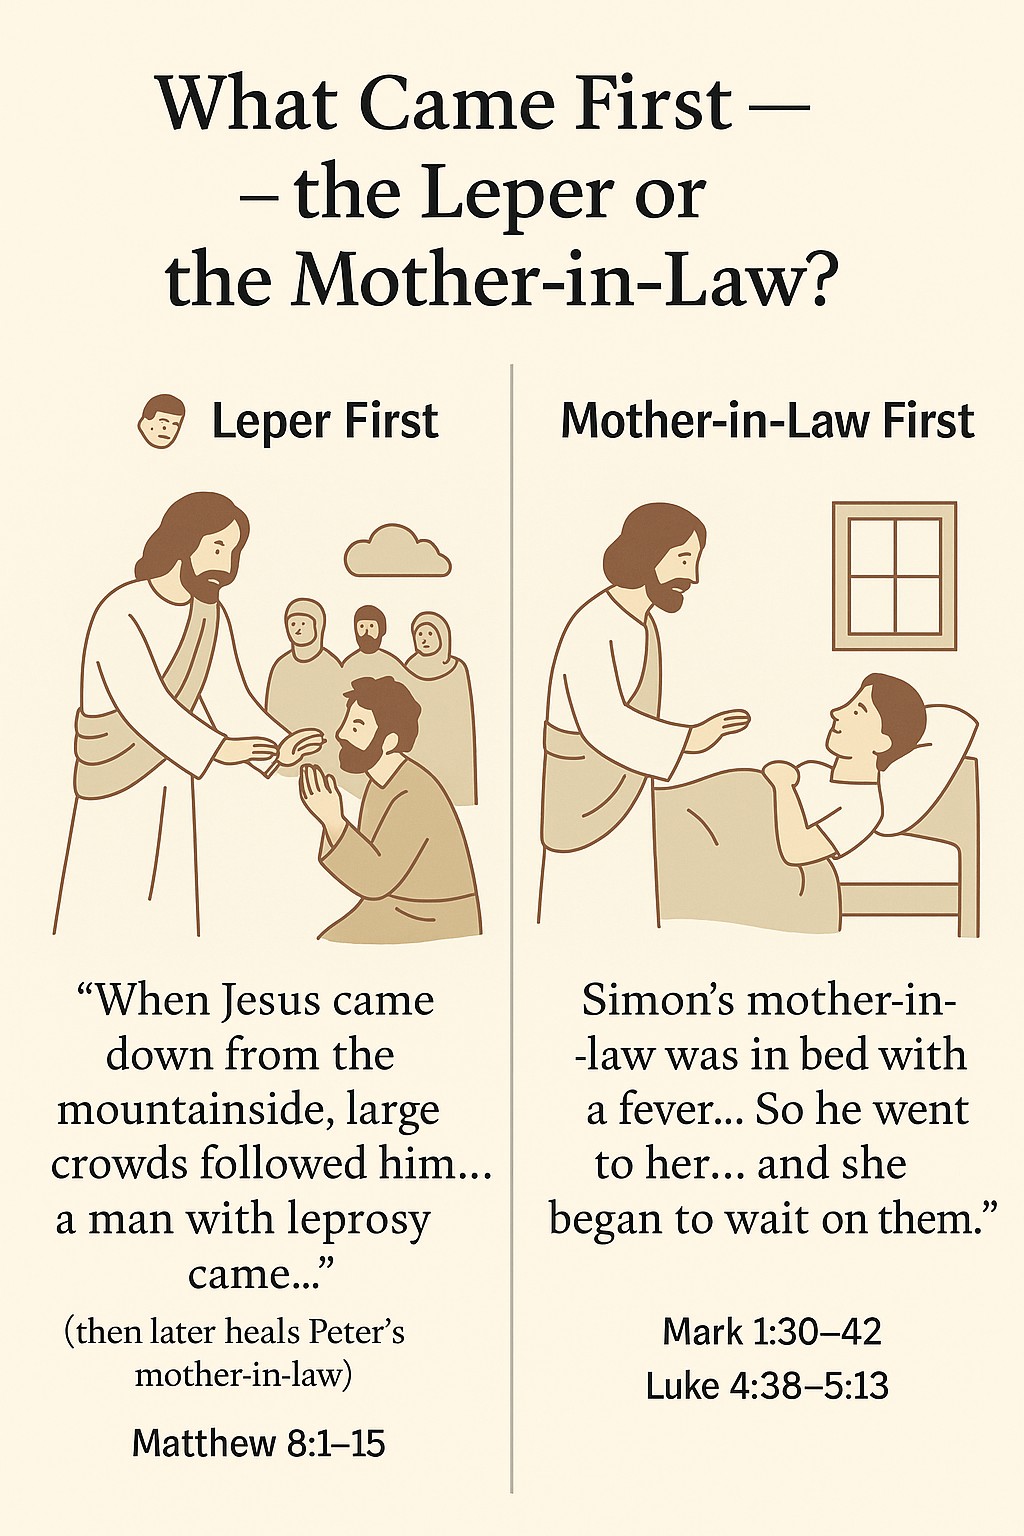 What Came First —
– the Leper or
the Mother-in-Law?
Leper First
“When Jesus came
down from the
mountainside, large
crowds followed him...
a man with leprosy
came...”
(then later heals Peter’s
mother-in-law)
Matthew 8:1–15
Mother-in-Law First
Simon’s mother-in-
-law was in bed with
a fever... So he went
to her... and she
began to wait on them.”
Mark 1:30–42
Luke 4:38–5:13